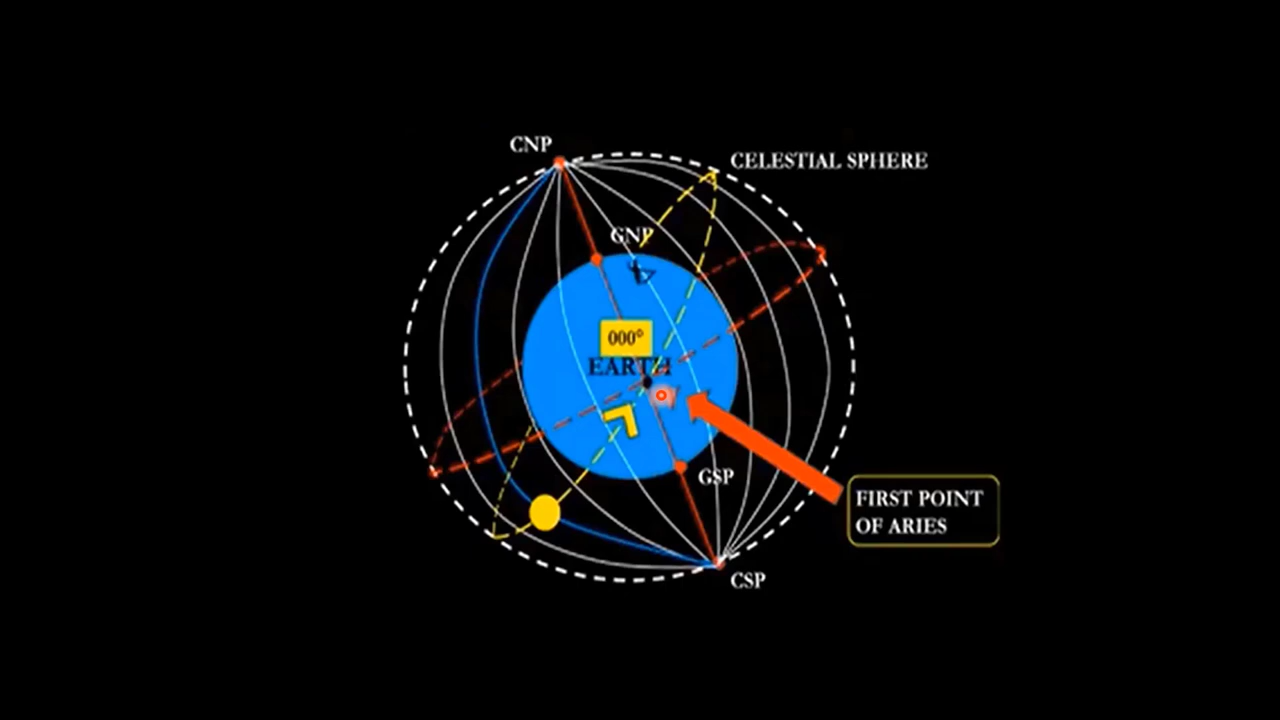 CNP
CELESTIAL SPHERE
GNP
000°
EARTH
GSP
FIRST POINT
OF ARIES
CSP